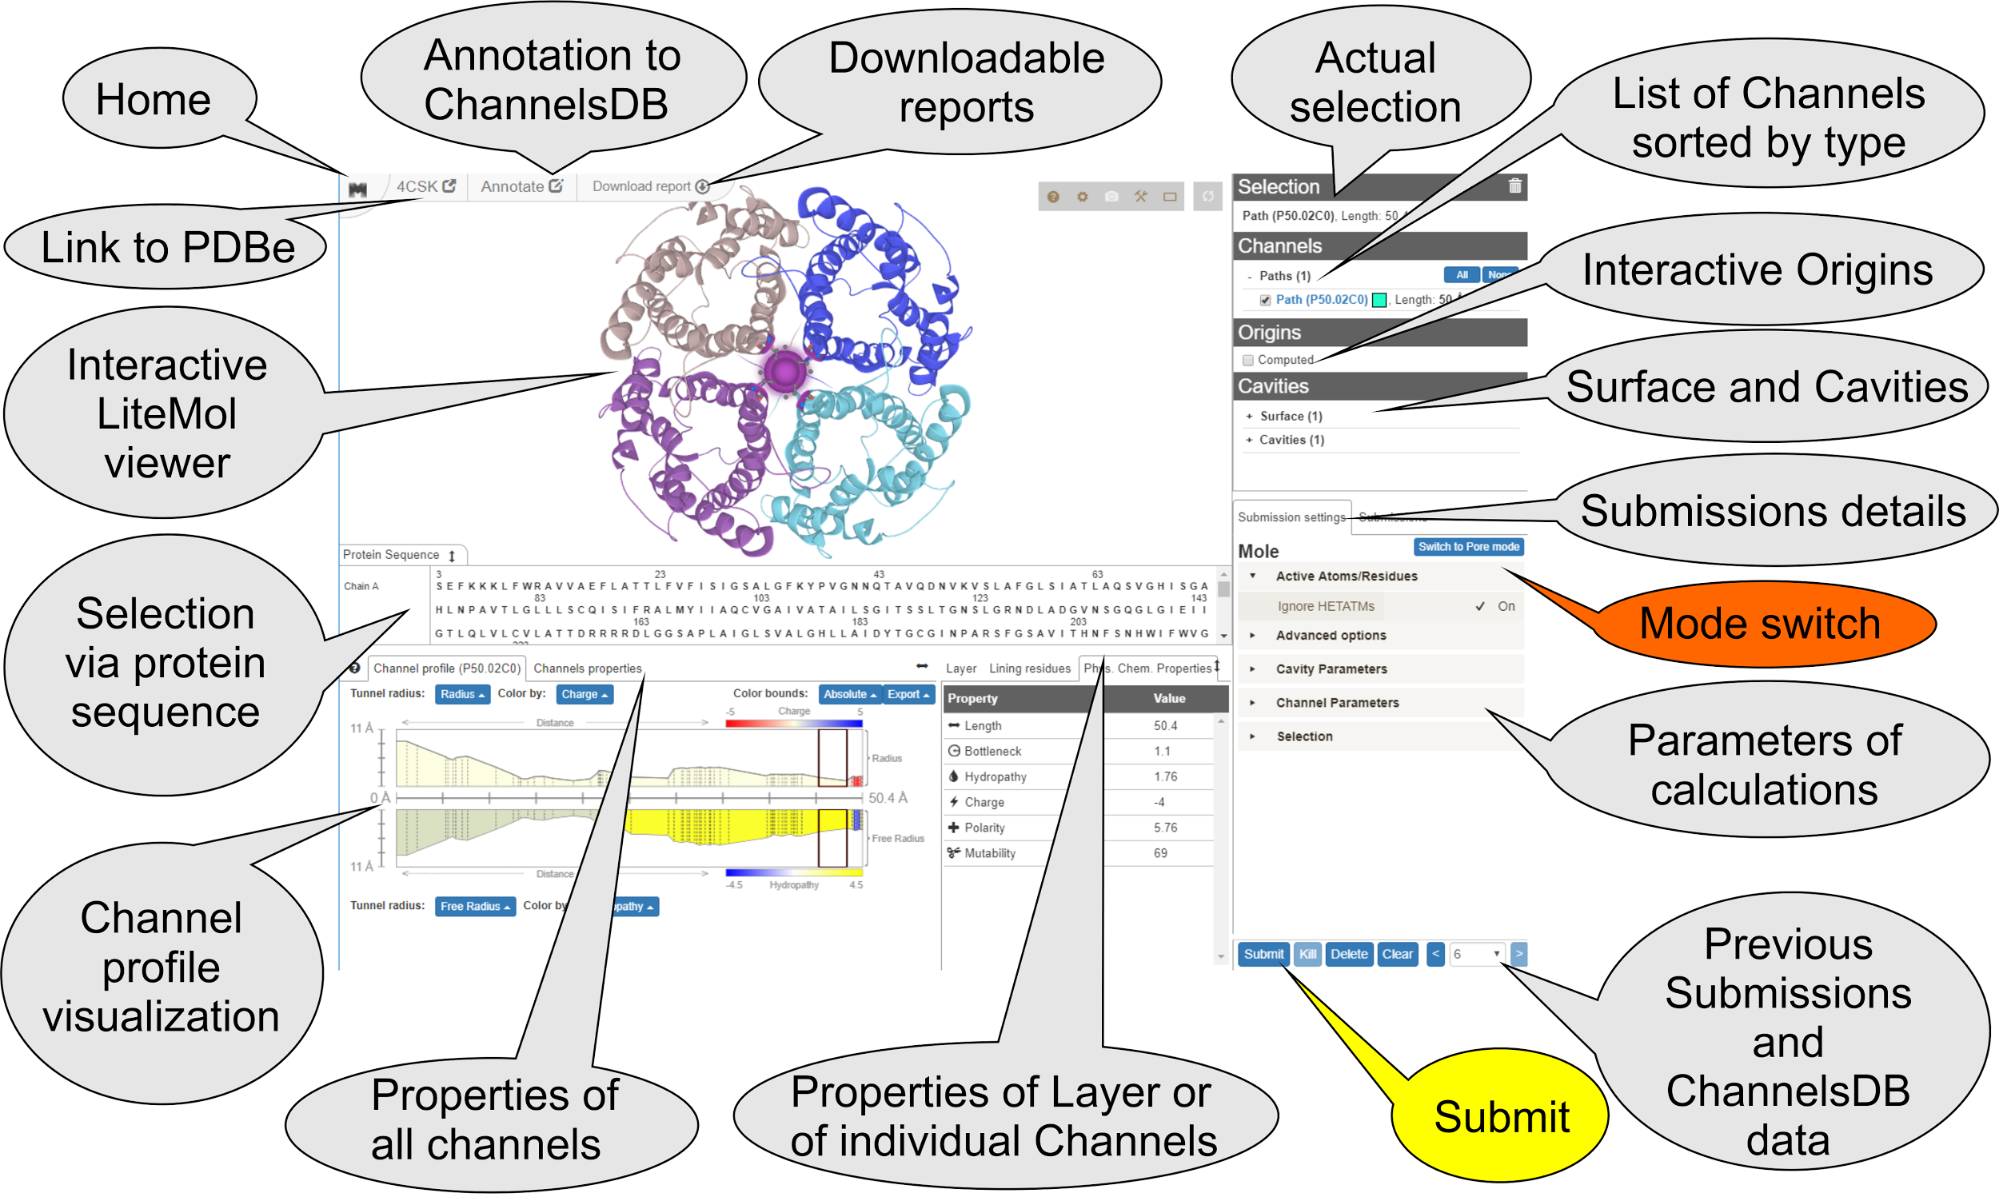 Home
Annotation to
ChannelsDB
Downloadable
reports
Actual
selection
List of Channels
sorted by type
Link to PDBe
Interactive
LiteMol
viewer
Selection
via protein
sequence
Channel
profile
visualization
Properties of
all channels
Properties of Layer or
of individual Channels
Submit
Previous
Submissions
and
ChannelsDB
data
Parameters of
calculations
Mode switch
Submissions details
Surface and Cavities
Interactive Origins
4CSK
Annotate
Download report
Selection
Path (P50.02C0), Length: 50.4
Channels
- Paths (1)
All
None
Path (P50.02C0) , Length: 50
Origins
Computed
Cavities
+ Surface (1)
+ Cavities (1)
Submission settings
Submissions
Mole
Switch to Pore mode
Active Atoms/Residues
Ignore HETATMs ✓ On
Advanced options
Cavity Parameters
Channel Parameters
Selection
Submit Kill Delete Clear < 6 >
Protein Sequence
Chain A
3 23 43 63
SEFKKKLFWRAVVAEFLATTLFVFISIGSALGFKYPVGNNQTAVQDNVKVSLAFGLSIATLAQSVGHISGA
83 103 123 143
HLNPAVTLGLLLSCQISIFRALMYIIAQCVGAIVATAILSGITSSLTGNSLGRNDLADGVNSGQGLGIEII
163 183 203
GTLQLVLCVLATTDRRRRDLGGSAPLAIGLSVALGHLLAIDYTGCGINPARSFGSAVITHNFSNHWIFWVG
Channel profile (P50.02C0)
Channels properties
Tunnel radius: Radius Color by: Charge
Color bounds: Absolute Export
-5 Charge 5
Distance
11 Å
Radius
0 Å
50.4 Å
Free Radius
11 Å
Distance
-4.5 Hydropathy 4.5
Tunnel radius: Free Radius Color by
Layer
Lining residues
Phys. Chem. Properties
Property Value
Length 50.4
Bottleneck 1.1
Hydropathy 1.76
Charge -4
Polarity 5.76
Mutability 69